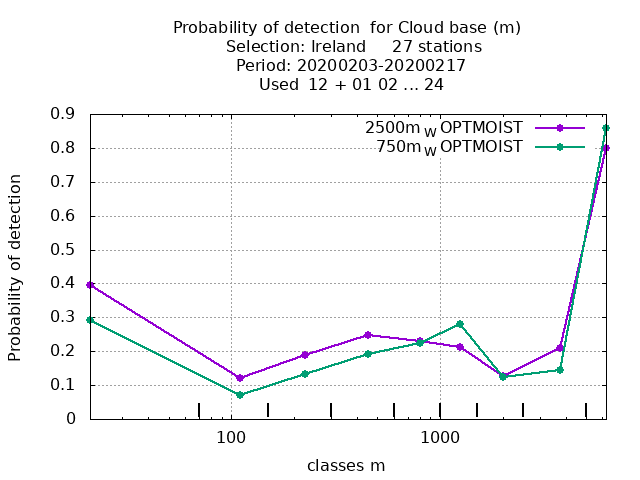 Probability of detection  for Cloud base (m)
Selection: Ireland     27 stations
Period: 20200203-20200217
Used  12 + 01 02 ... 24
2500m W OPTMOIST
750m W OPTMOIST
0.9
0.8
0.7
0.6
0.5
0.4
0.3
0.2
0.1
0
Probability of detection
100
1000
classes m